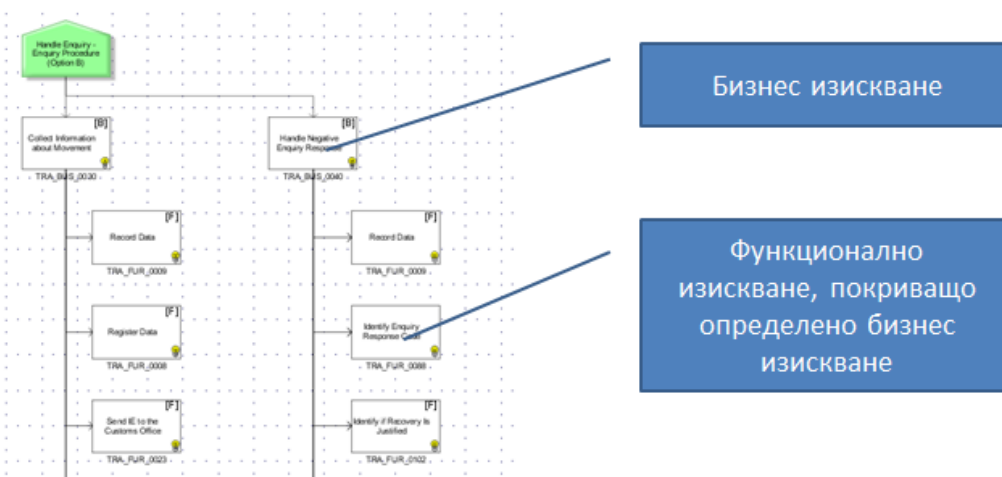 Handle Enquiry -
Enquiry Procedure
(Option B)
Бизнес изискване
[B]
Collect Information
about Movement
TRA_BUS_0030
[B]
Handle Negative
Enquiry Response
TRA_BUS_0040
[F]
Record Data
TRA_FUR_0009
[F]
Record Data
TRA_FUR_0009
Функционално
изискване, покриващо
определено бизнес
изискване
[F]
Register Data
TRA_FUR_0008
Identify Enquiry
Response Code
TRA_FUR_0088
[F]
Send IE to the
Customs Office
TRA_FUR_0023
[F]
Identify if Recovery Is
Justified
TRA_FUR_0102